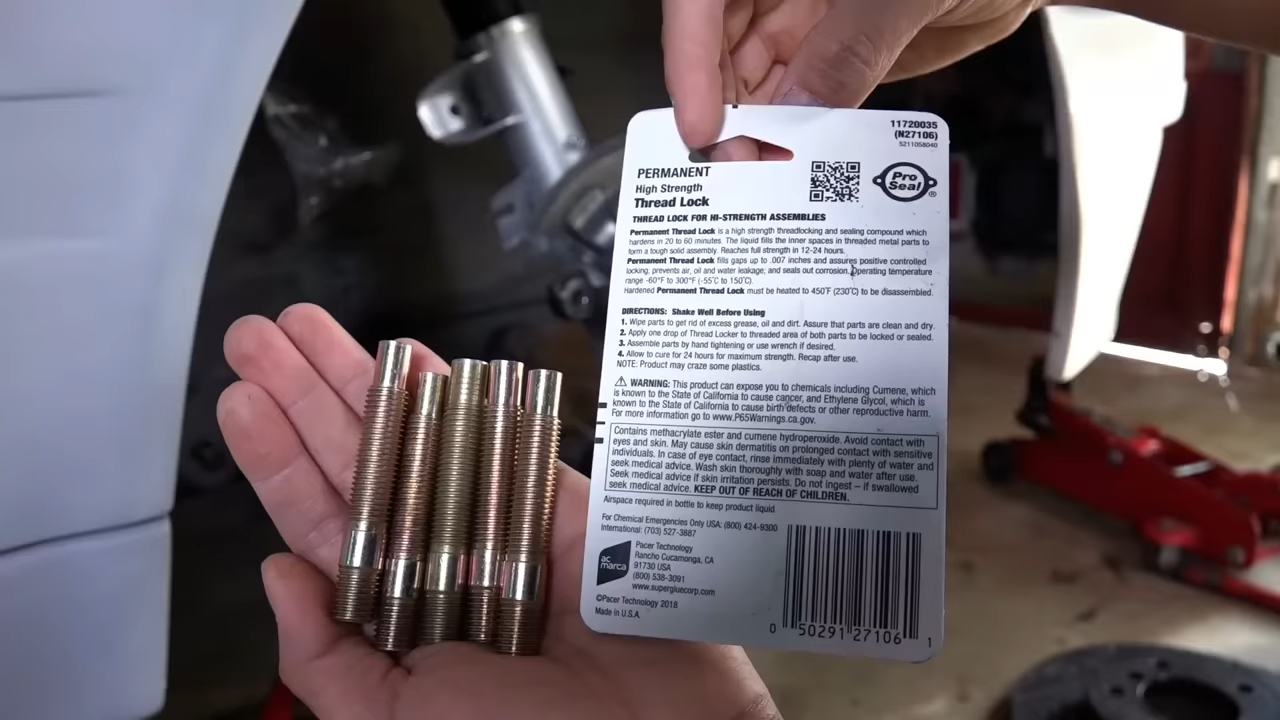 11720035
(N27106)
5211058040
PERMANENT
High Strength
Thread Lock
Pro
Seal
®
THREAD LOCK FOR HI-STRENGTH ASSEMBLIES
Permanent Thread Lock is a high strength threadlocking and sealing compound which
hardens in 20 to 60 minutes. The liquid fills the inner spaces in threaded metal parts to
form a tough solid assembly. Reaches full strength in 12-24 hours.
Permanent Thread Lock fills gaps up to .007 inches and assures positive controlled
locking, prevents air, oil and water leakage, and seals out corrosion. Operating temperature
range -60°F to 300°F (-55°C to 150°C).
Hardened Permanent Thread Lock must be heated to 450°F (230°C) to be disassembled.
DIRECTIONS: Shake Well Before Using
1. Wipe parts to get rid of excess grease, oil and dirt. Assure that parts are clean and dry.
2. Apply one drop of Thread Locker to threaded area of both parts to be locked or sealed.
3. Assemble parts by hand tightening or use wrench if desired.
4. Allow to cure for 24 hours for maximum strength. Recap after use.
NOTE: Product may craze some plastics.
⚠ WARNING: This product can expose you to chemicals including Cumene, which
is known to the State of California to cause cancer, and Ethylene Glycol, which is
known to the State of California to cause birth defects or other reproductive harm.
For more information go to www.P65Warnings.ca.gov.
Contains methacrylate ester and cumene hydroperoxide. Avoid contact with
eyes and skin. May cause skin dermatitis on prolonged contact with sensitive
individuals. In case of eye contact, rinse immediately with plenty of water and
seek medical advice. Wash skin thoroughly with soap and water after use.
Seek medical advice if skin irritation persists. Do not ingest – if swallowed
seek medical advice. KEEP OUT OF REACH OF CHILDREN.
Airspace required in bottle to keep product liquid.
For Chemical Emergencies Only USA: (800) 424-9300
International: (703) 527-3887
ac
marca
Pacer Technology
Rancho Cucamonga, CA
91730 USA
(800) 538-3091
www.supergluecorp.com
©Pacer Technology 2018
Made in U.S.A.
0 50291 27106 1